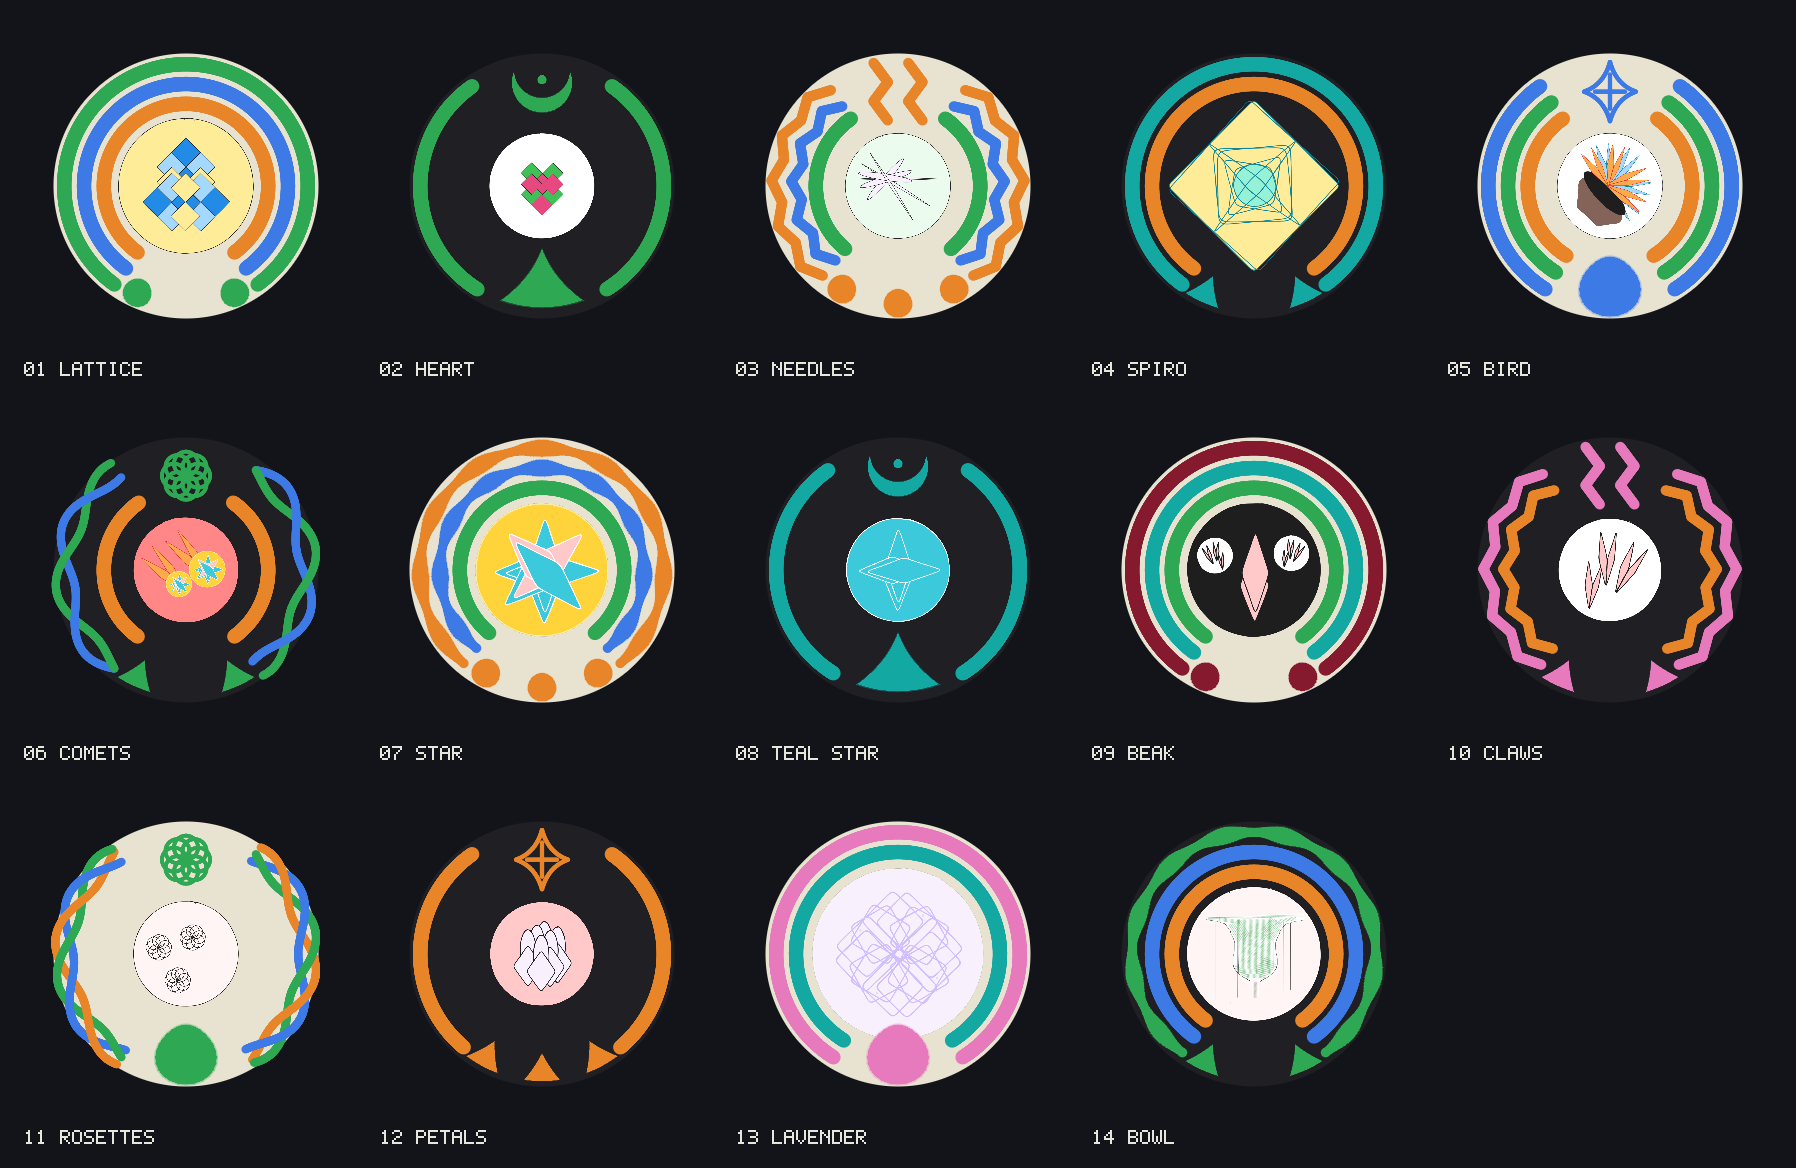 01 LATTICE
02 HEART
03 NEEDLES
04 SPIRO
05 BIRD
06 COMETS
07 STAR
08 TEAL STAR
09 BEAK
10 CLAWS
11 ROSETTES
12 PETALS
13 LAVENDER
14 BOWL